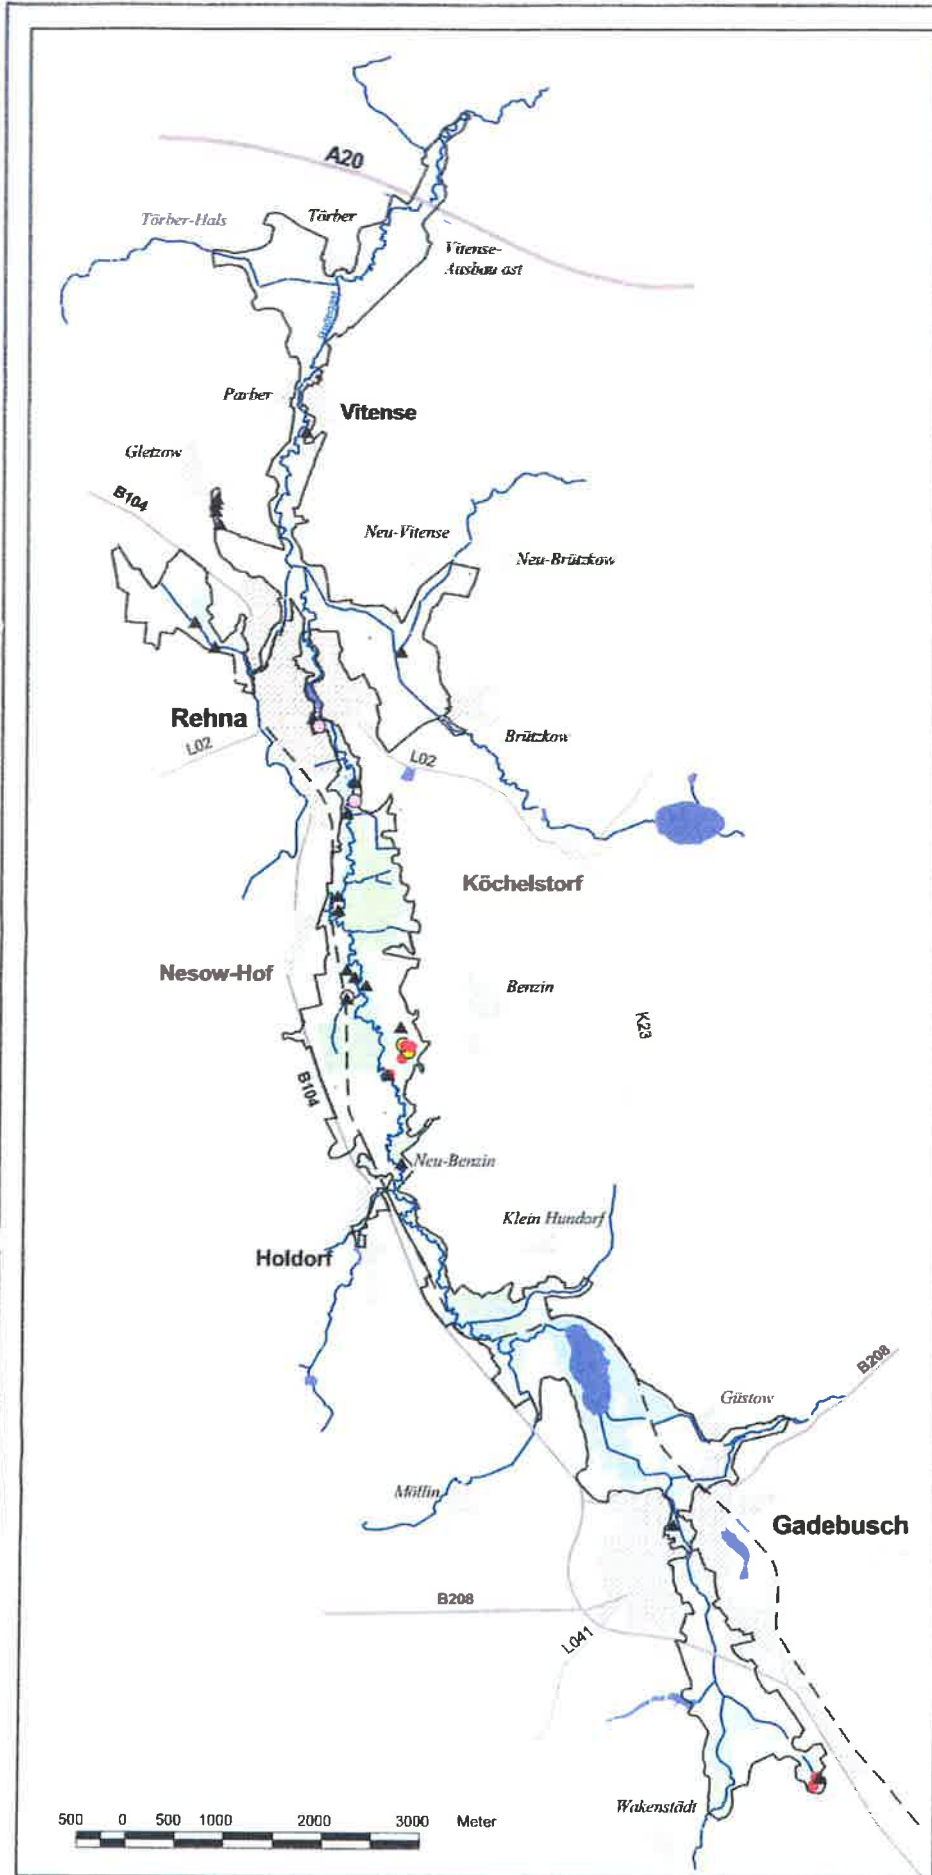 A20
Törber-Hals
Törber
Vitense-
Ausbau ost
Radegast
Parber
Vitense
Gletzow
B104
Neu-Vitense
Neu-Brützkow
Rehna
L02
Brützkow
L02
Köchelstorf
Nesow-Hof
Benzin
K23
B104
Neu-Benzin
Klein Hundorf
Holdorf
B208
Güstow
Möllin
Gadebusch
B208
L041
Wakenstädt
500 0 500 1000 2000 3000 Meter